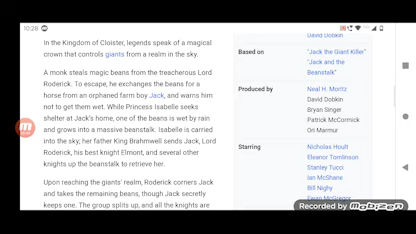 10:28
David Dobkin
In the Kingdom of Cloister, legends speak of a magical
crown that controls giants from a realm in the sky.
A monk steals magic beans from the treacherous Lord
Roderick. To escape, he exchanges the beans for a
horse from an orphaned farm boy Jack, and warns him
not to get them wet. While Princess Isabelle seeks
shelter at Jack's home, one of the beans is wet by rain
and grows into a massive beanstalk. Isabelle is carried
into the sky; her father King Brahmwell sends Jack, Lord
Roderick, his best knight Elmont, and several other
knights up the beanstalk to retrieve her.
Upon reaching the giants' realm, Roderick corners Jack
and takes the remaining beans, though Jack secretly
keeps one. The group splits up, and all the knights are
Based on
"Jack the Giant Killer"
"Jack and the
Beanstalk"
Produced by
Neal H. Moritz
David Dobkin
Bryan Singer
Patrick McCormick
Ori Marmur
Starring
Nicholas Hoult
Eleanor Tomlinson
Stanley Tucci
Ian McShane
Bill Nighy
Ewan McGregor
Recorded by Mobizen